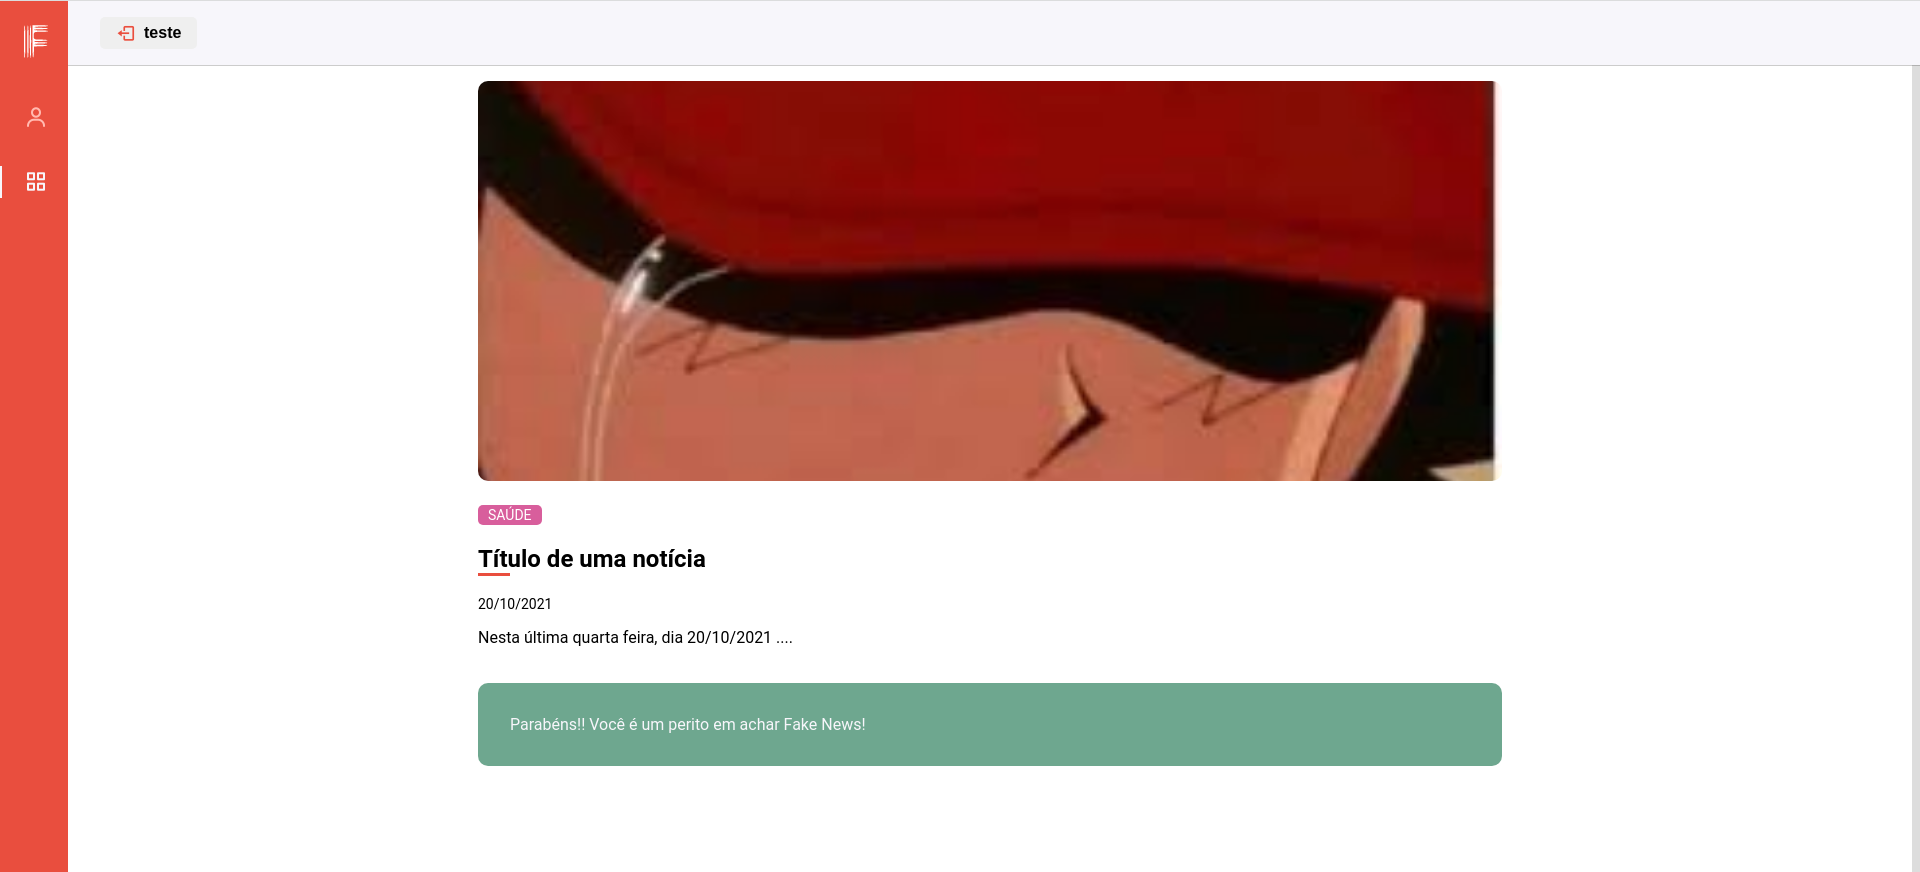 F
teste
SAÚDE
Título de uma notícia
20/10/2021
Nesta última quarta feira, dia 20/10/2021 ....
Parabéns!! Você é um perito em achar Fake News!